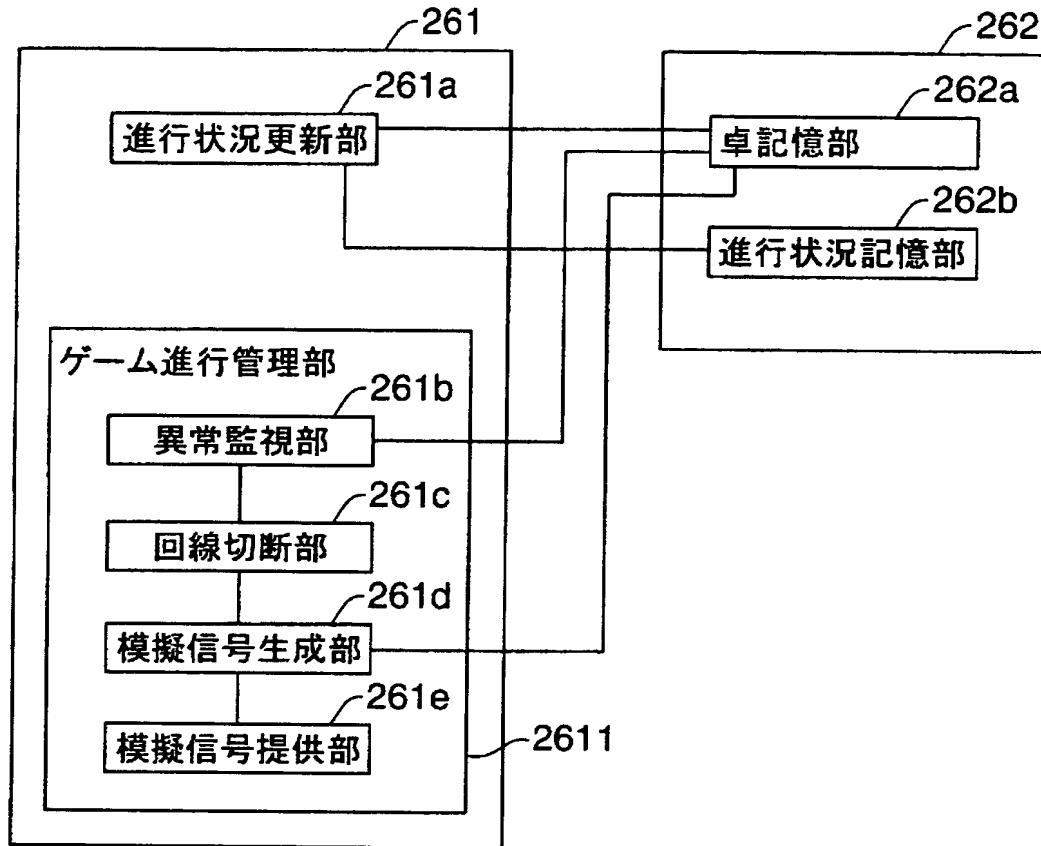 261
262
261a
進行状況更新部
262a
卓記憶部
262b
進行状況記憶部
ゲーム進行管理部
261b
異常監視部
261c
回線切断部
261d
模擬信号生成部
261e
模擬信号提供部
2611